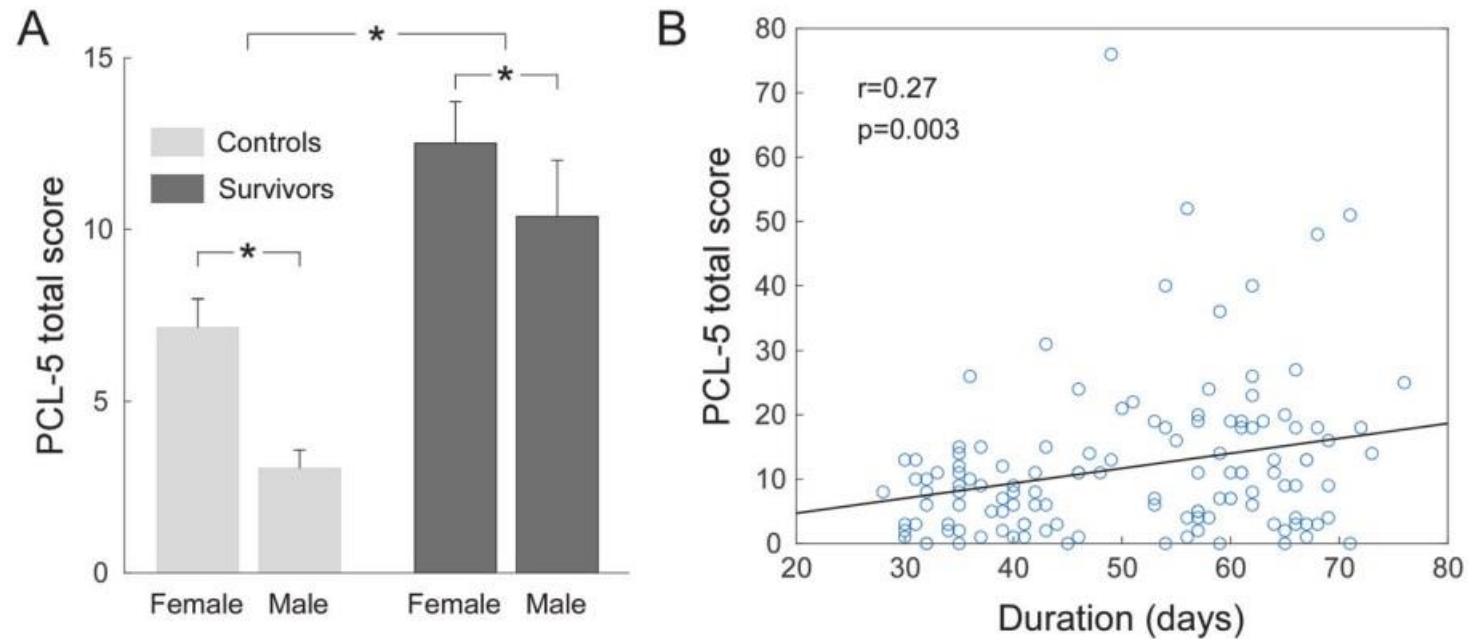 A
*
*
15
Controls
Survivors
10
*
5
0
PCL-5 total score
Female Male Female Male
B
80
r=0.27
70
p=0.003
60
50
40
30
20
10
0
PCL-5 total score
20 30 40 50 60 70 80
Duration (days)